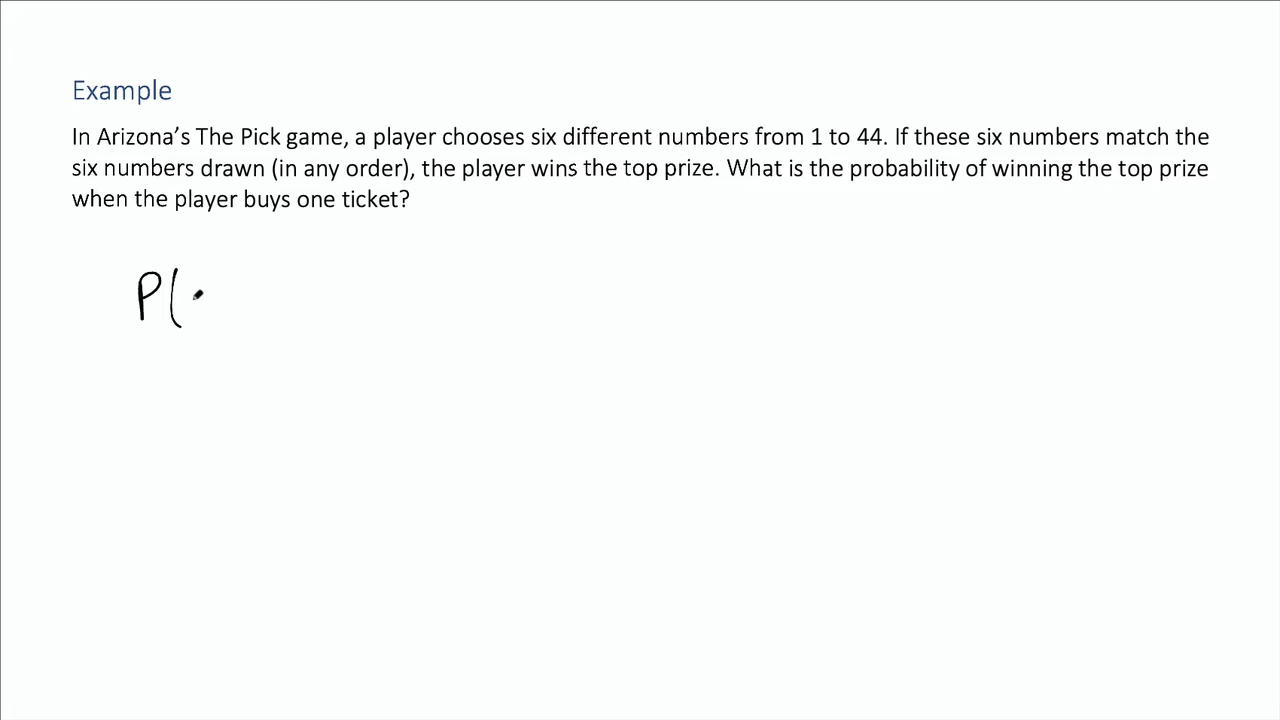 Example
In Arizona’s The Pick game, a player chooses six different numbers from 1 to 44. If these six numbers match the
six numbers drawn (in any order), the player wins the top prize. What is the probability of winning the top prize
when the player buys one ticket?
P(